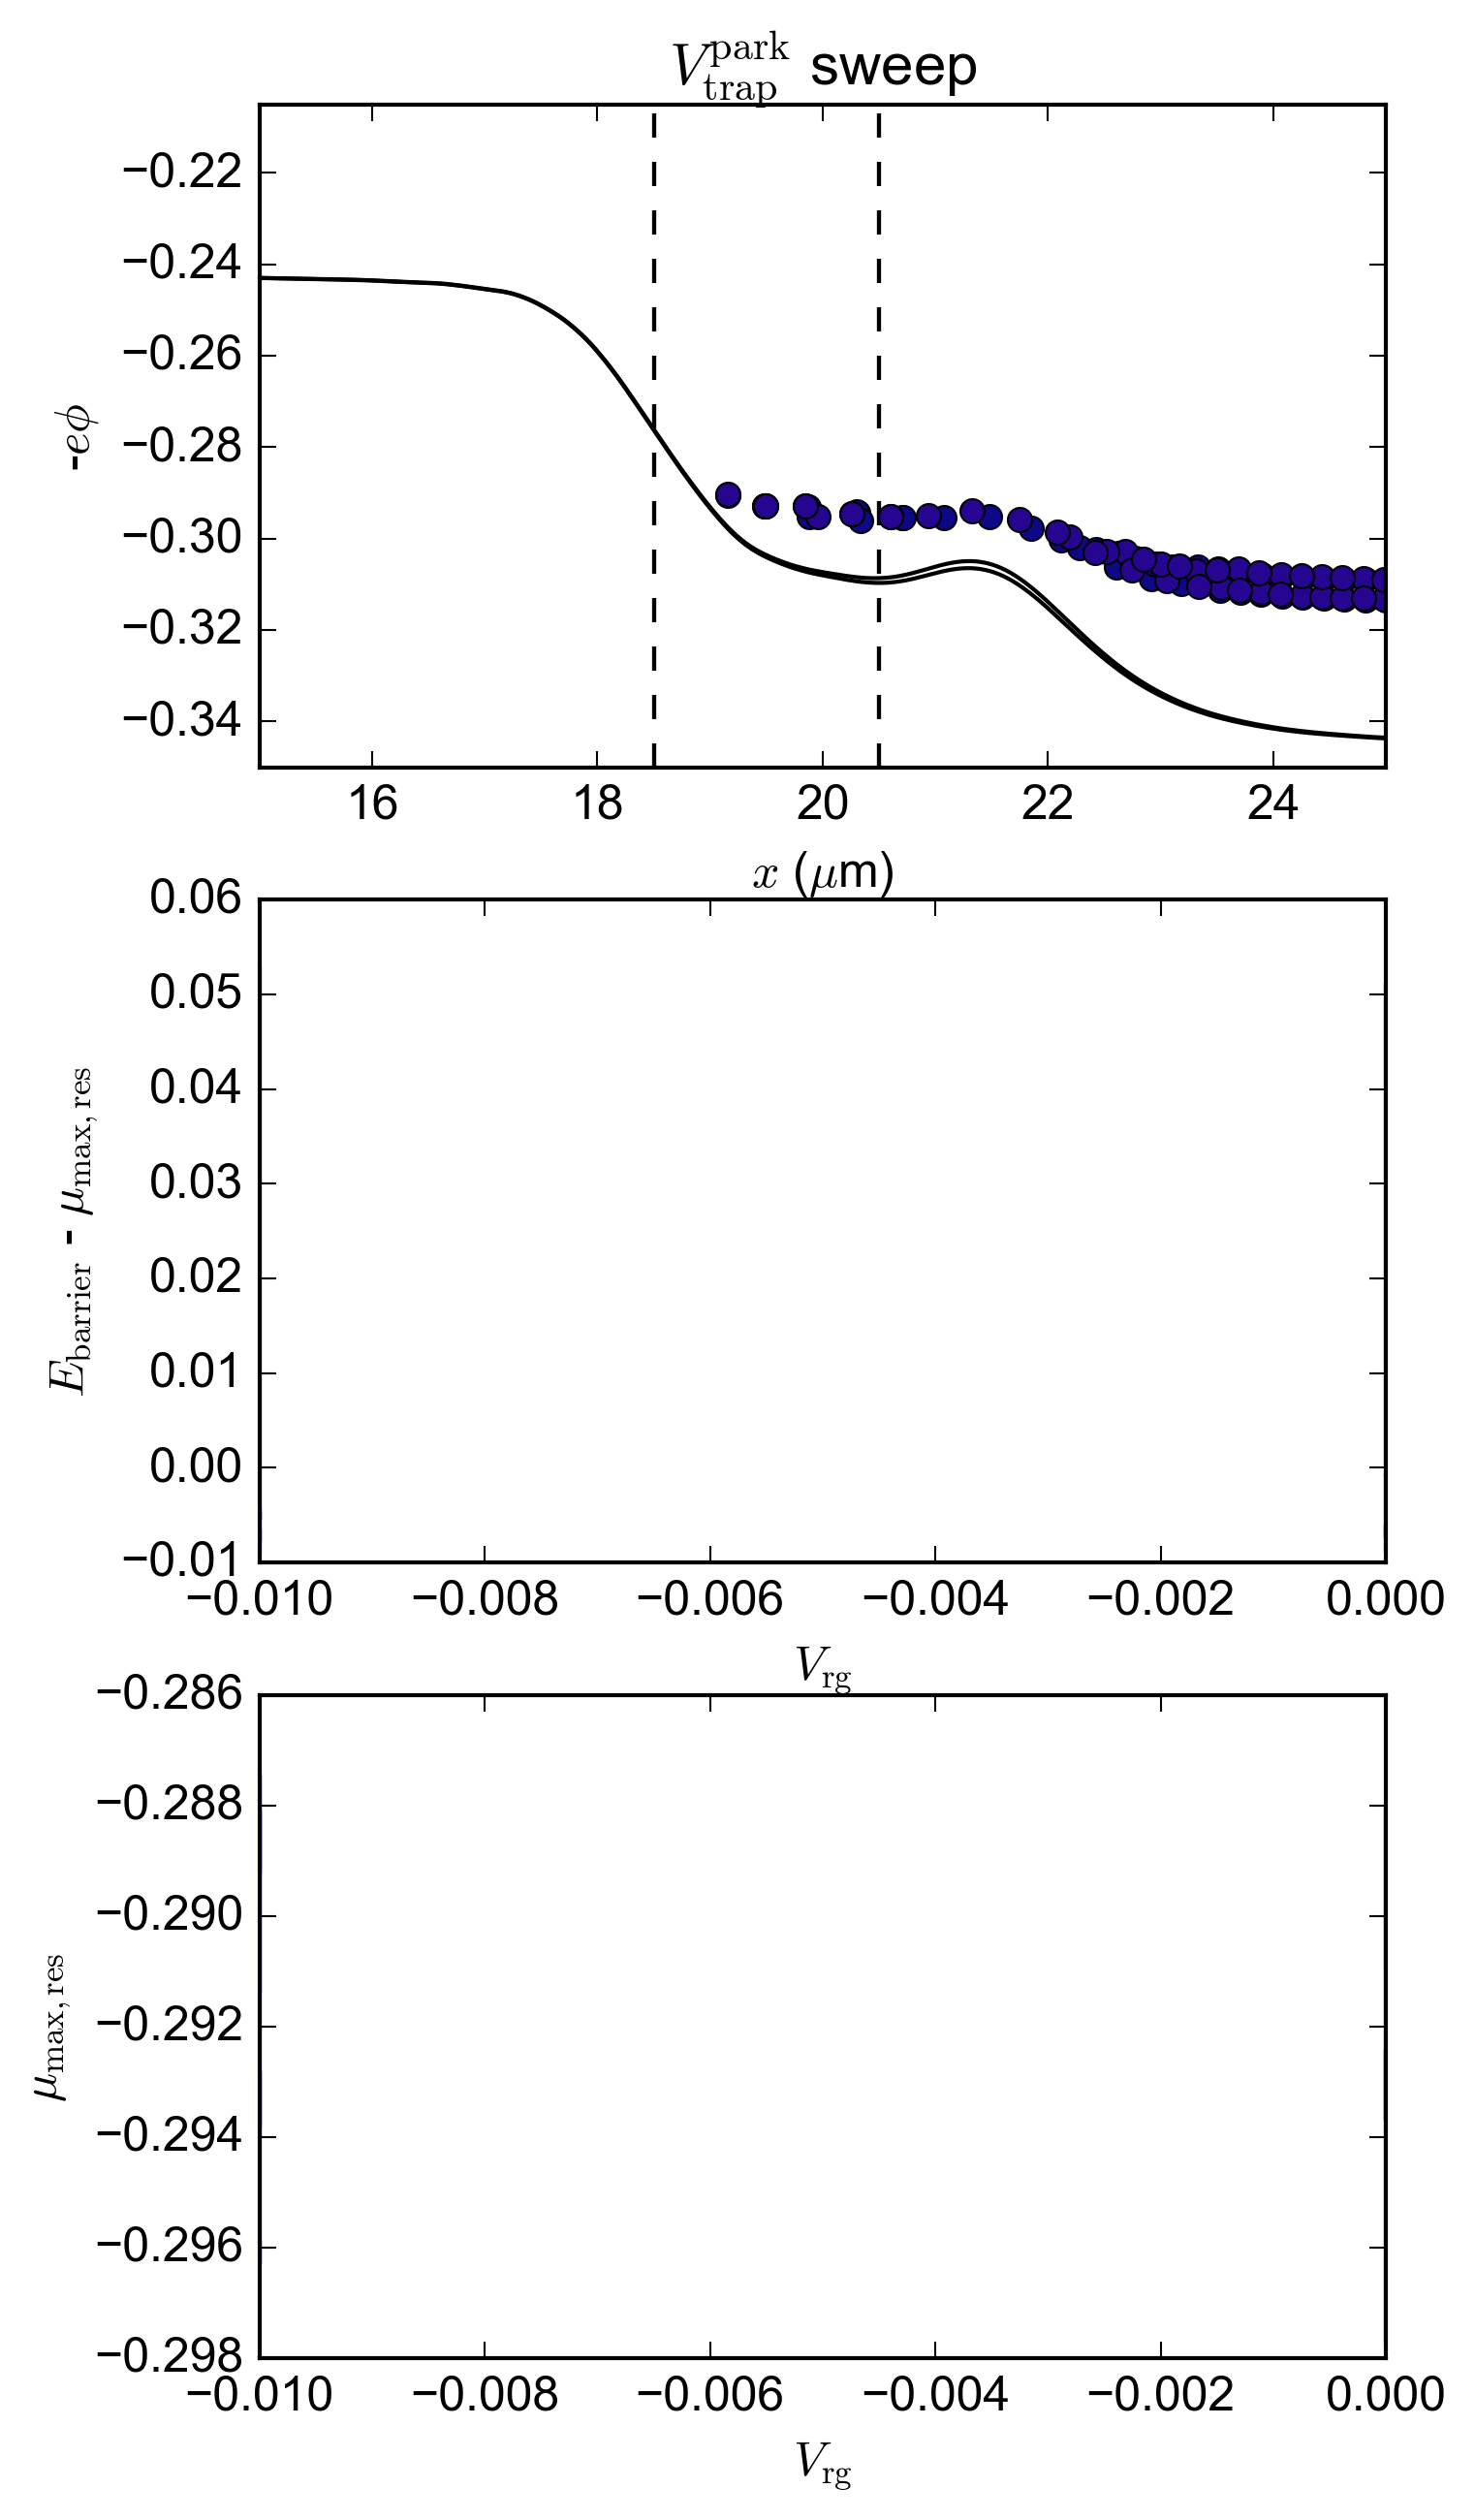 V_trap^park sweep
−0.22
−0.24
−0.26
−0.28
−0.30
−0.32
−0.34
-eϕ
16 18 20 22 24
x (μm)
0.06
0.05
0.04
0.03
0.02
0.01
0.00
−0.01
E_barrier - μ_max, res
−0.010 −0.008 −0.006 −0.004 −0.002 0.000
V_rg
−0.286
−0.288
−0.290
−0.292
−0.294
−0.296
−0.298
μ_max, res
−0.010 −0.008 −0.006 −0.004 −0.002 0.000
V_rg